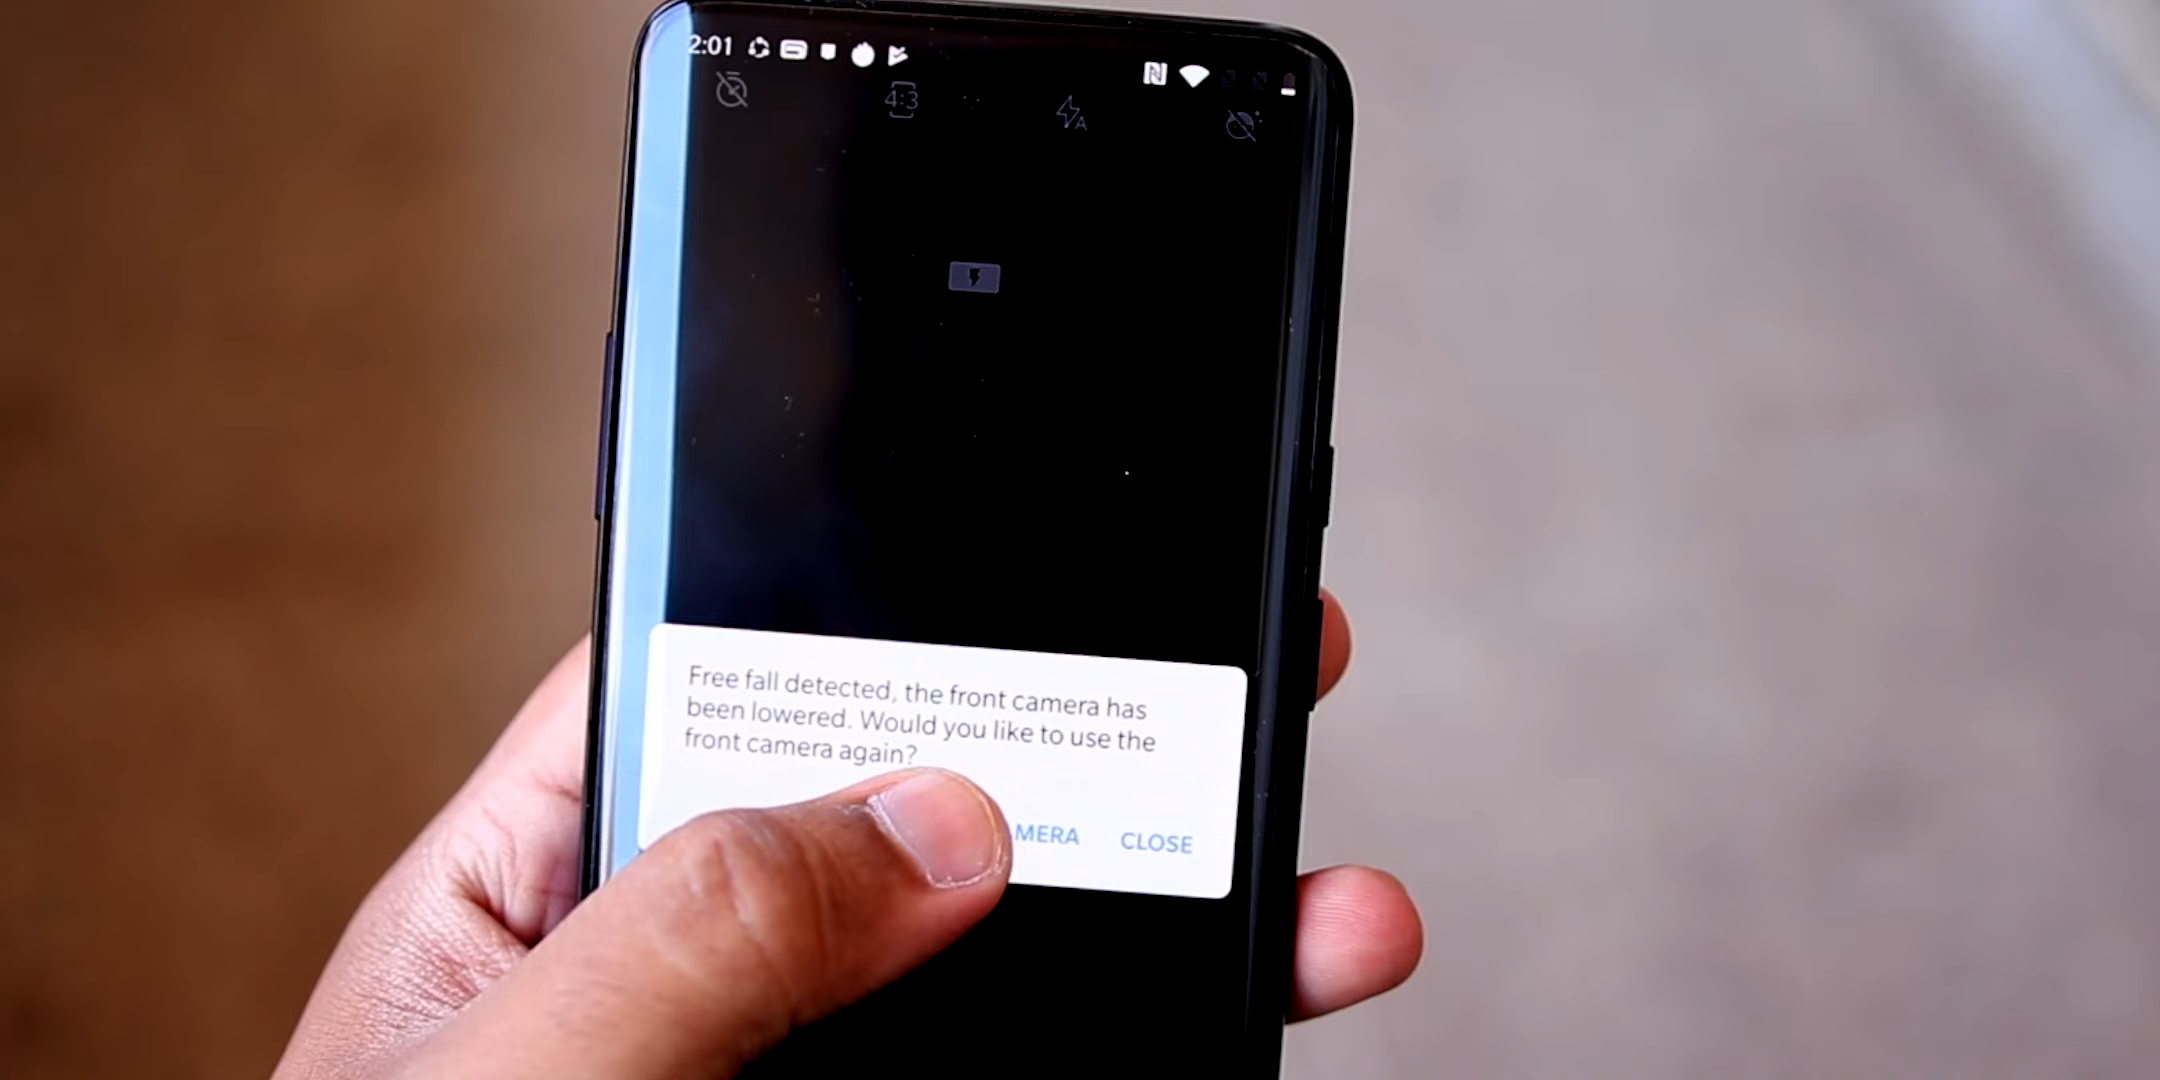 2:01
4:3
A
Free fall detected, the front camera has
been lowered. Would you like to use the
front camera again?
MERA CLOSE